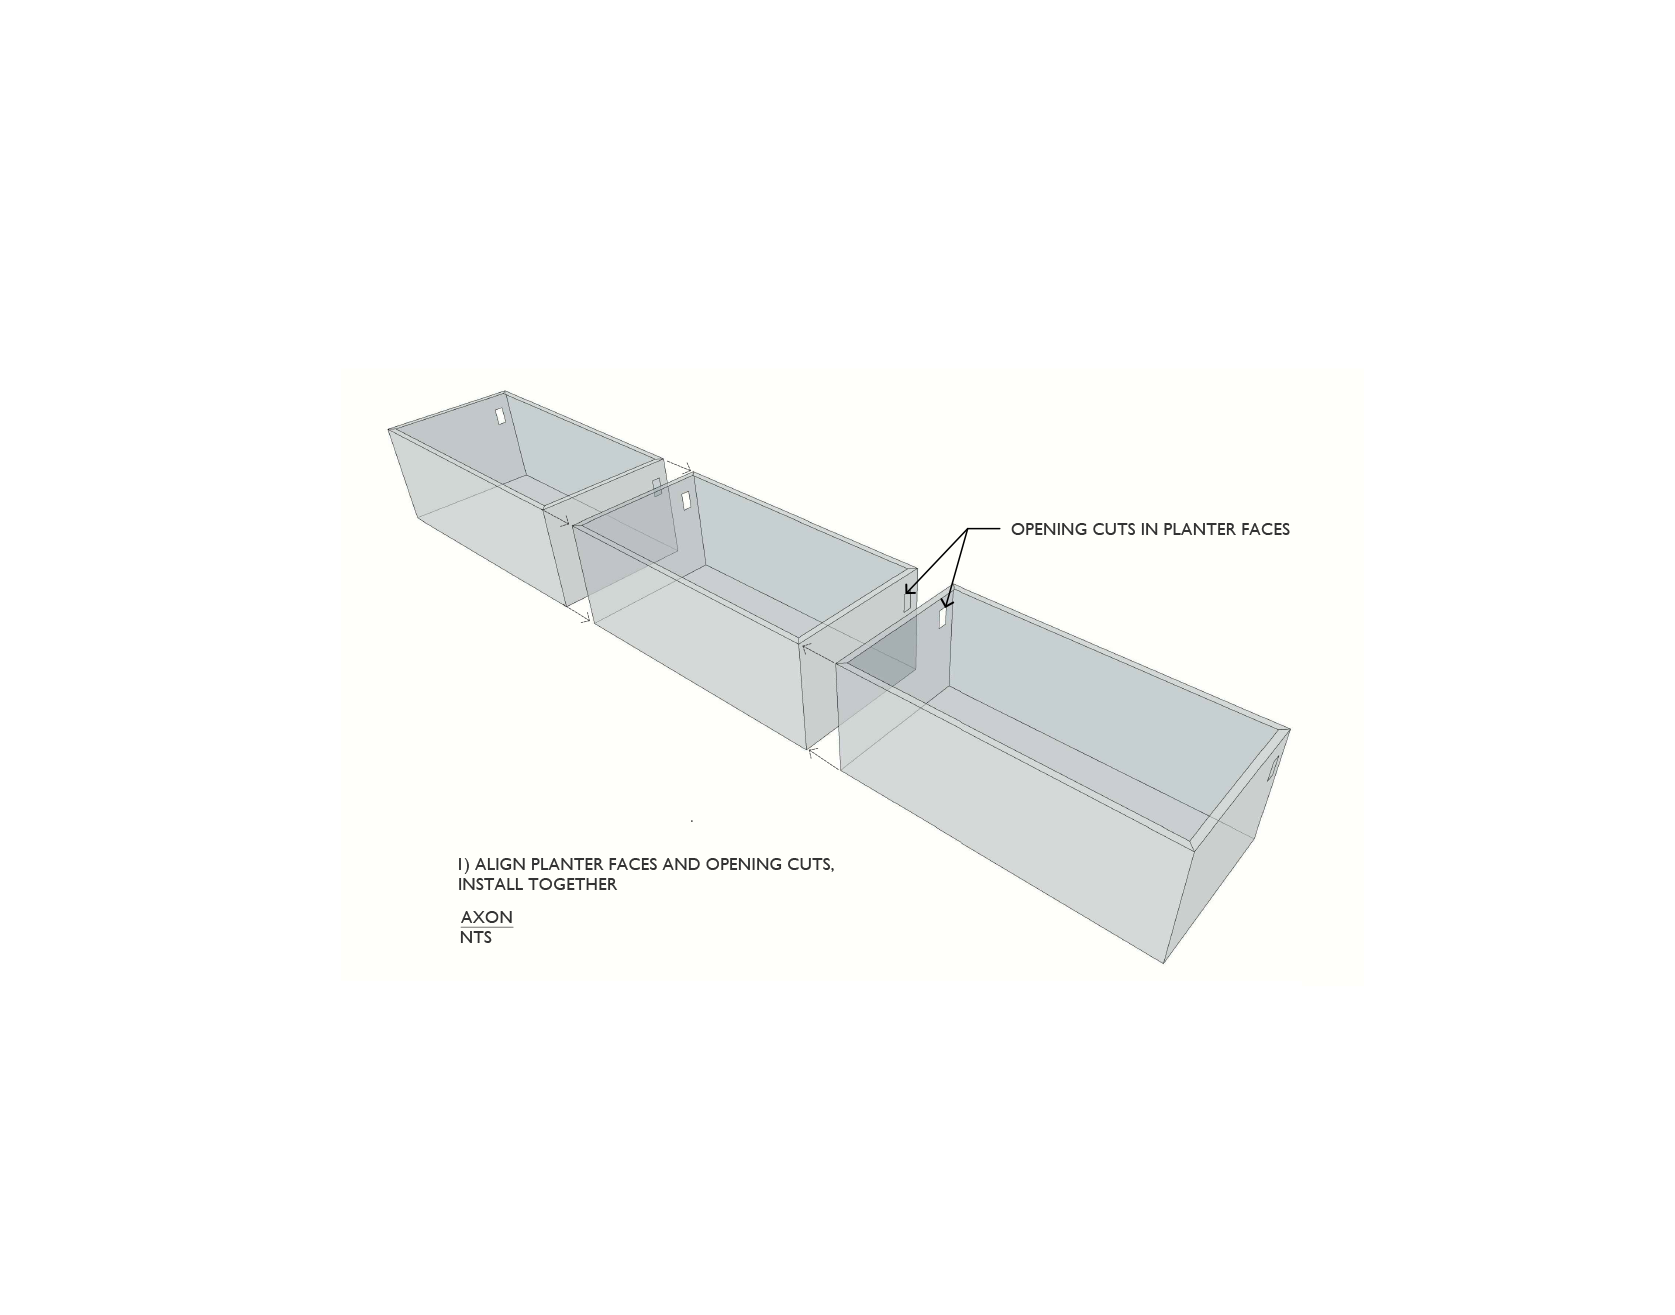 OPENING CUTS IN PLANTER FACES
1) ALIGN PLANTER FACES AND OPENING CUTS,
INSTALL TOGETHER
AXON
NTS